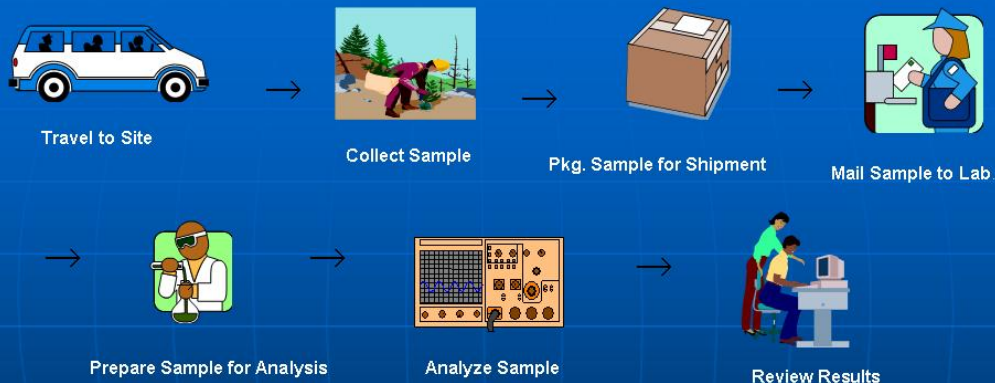 Travel to Site
Collect Sample
Pkg. Sample for Shipment
Mail Sample to Lab
Prepare Sample for Analysis
Analyze Sample
Review Results